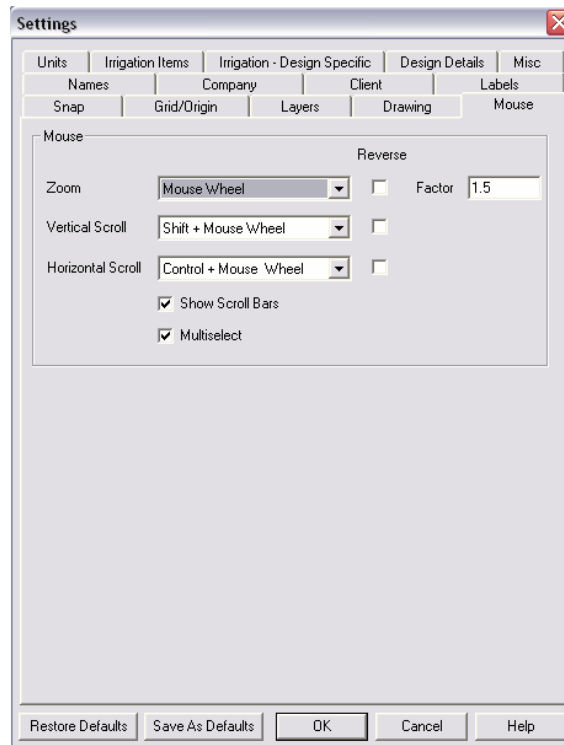 Settings
Units Irrigation Items Irrigation - Design Specific Design Details Misc
Names Company Client Labels
Snap Grid/Origin Layers Drawing Mouse
Mouse
Reverse
Zoom Mouse Wheel Factor 1.5
Vertical Scroll Shift + Mouse Wheel
Horizontal Scroll Control + Mouse Wheel
Show Scroll Bars
Multiselect
Restore Defaults Save As Defaults OK Cancel Help